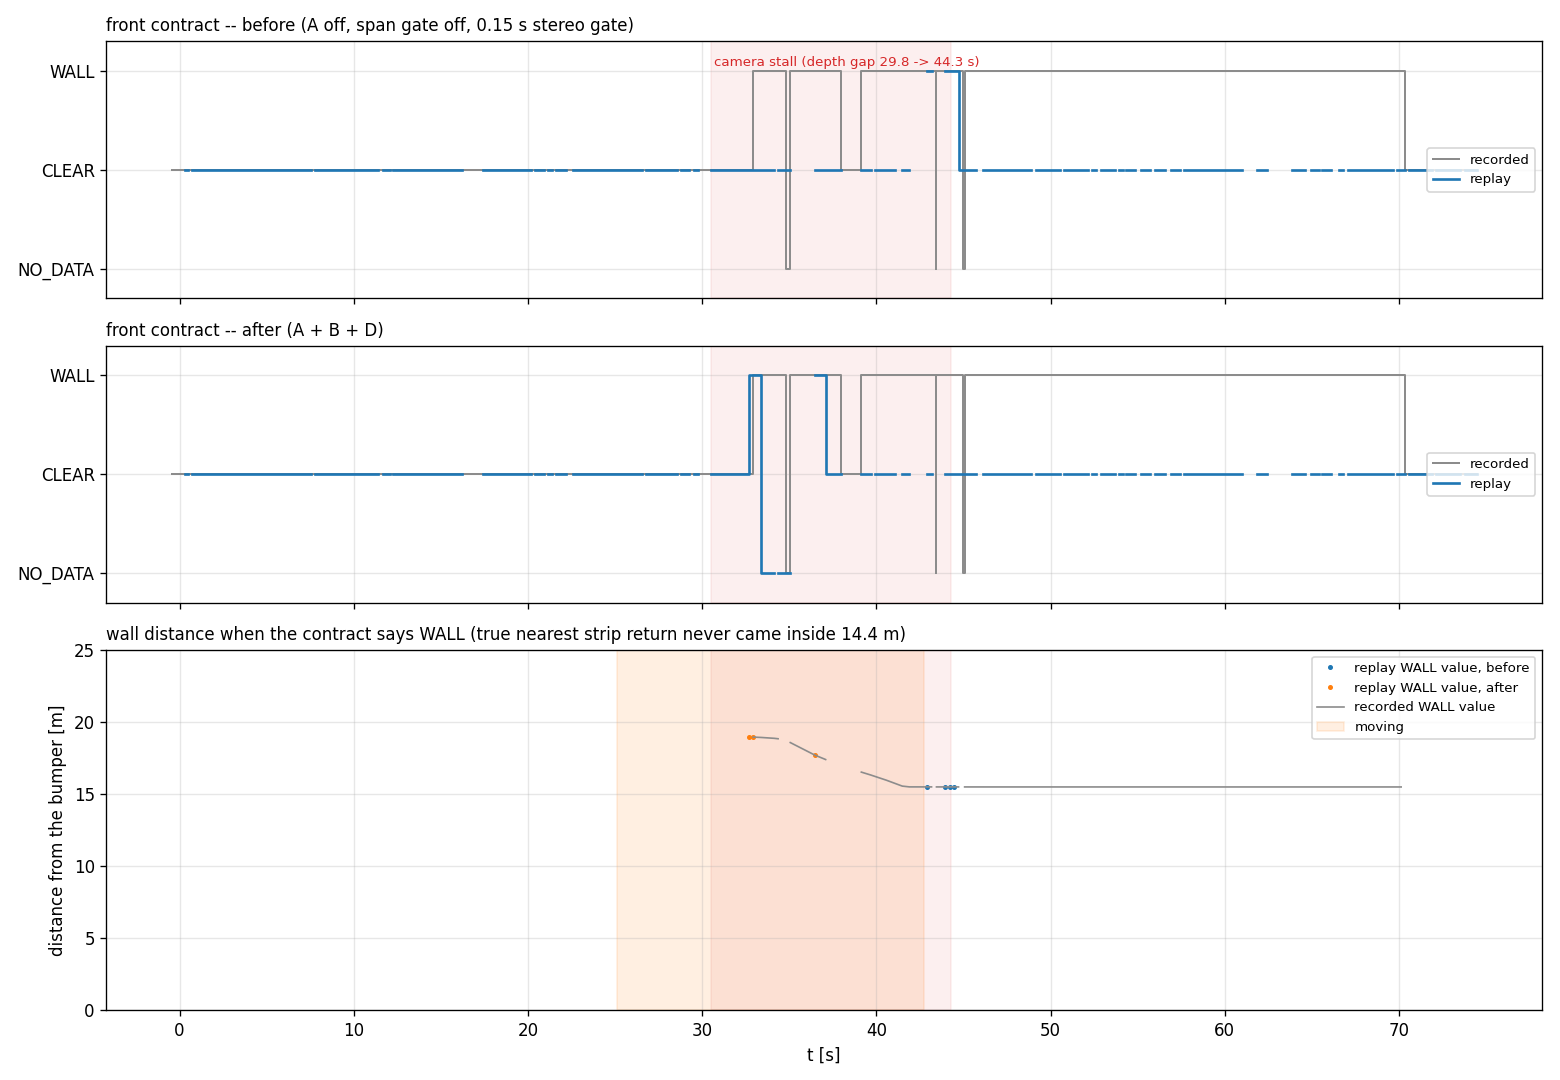 front contract -- before (A off, span gate off, 0.15 s stereo gate)
WALL
camera stall (depth gap 29.8 -> 44.3 s)
CLEAR
recorded
replay
NO_DATA
front contract -- after (A + B + D)
WALL
CLEAR
recorded
replay
NO_DATA
wall distance when the contract says WALL (true nearest strip return never came inside 14.4 m)
25
replay WALL value, before
replay WALL value, after
recorded WALL value
moving
20
15
10
5
0
distance from the bumper [m]
0 10 20 30 40 50 60 70
t [s]